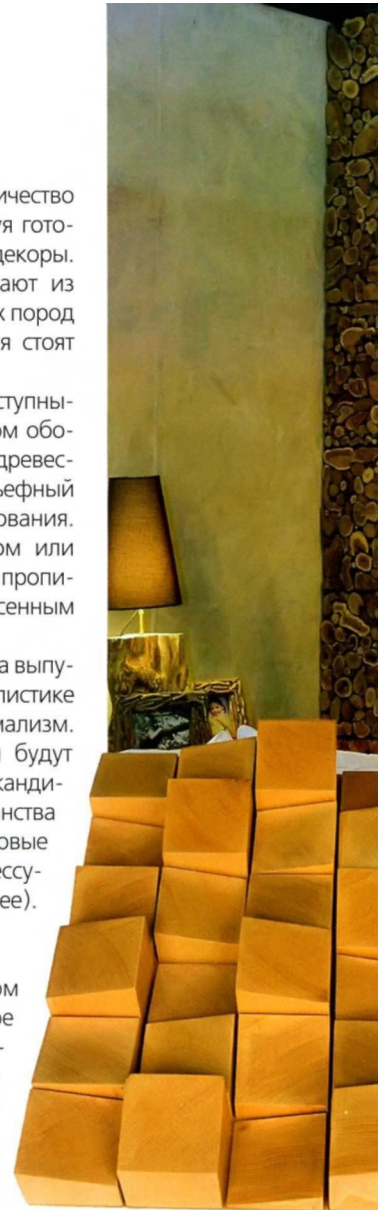 ичество
уя гото-
декоры.
ают из
х пород
я стоят
ступны-
ом обо-
древес-
ьефный
ования.
ом или
пропи-
сенным
а выпу-
листике
мализм.
и будут
канди-
нства
овые
ессу-
ее).
ом
ре
-